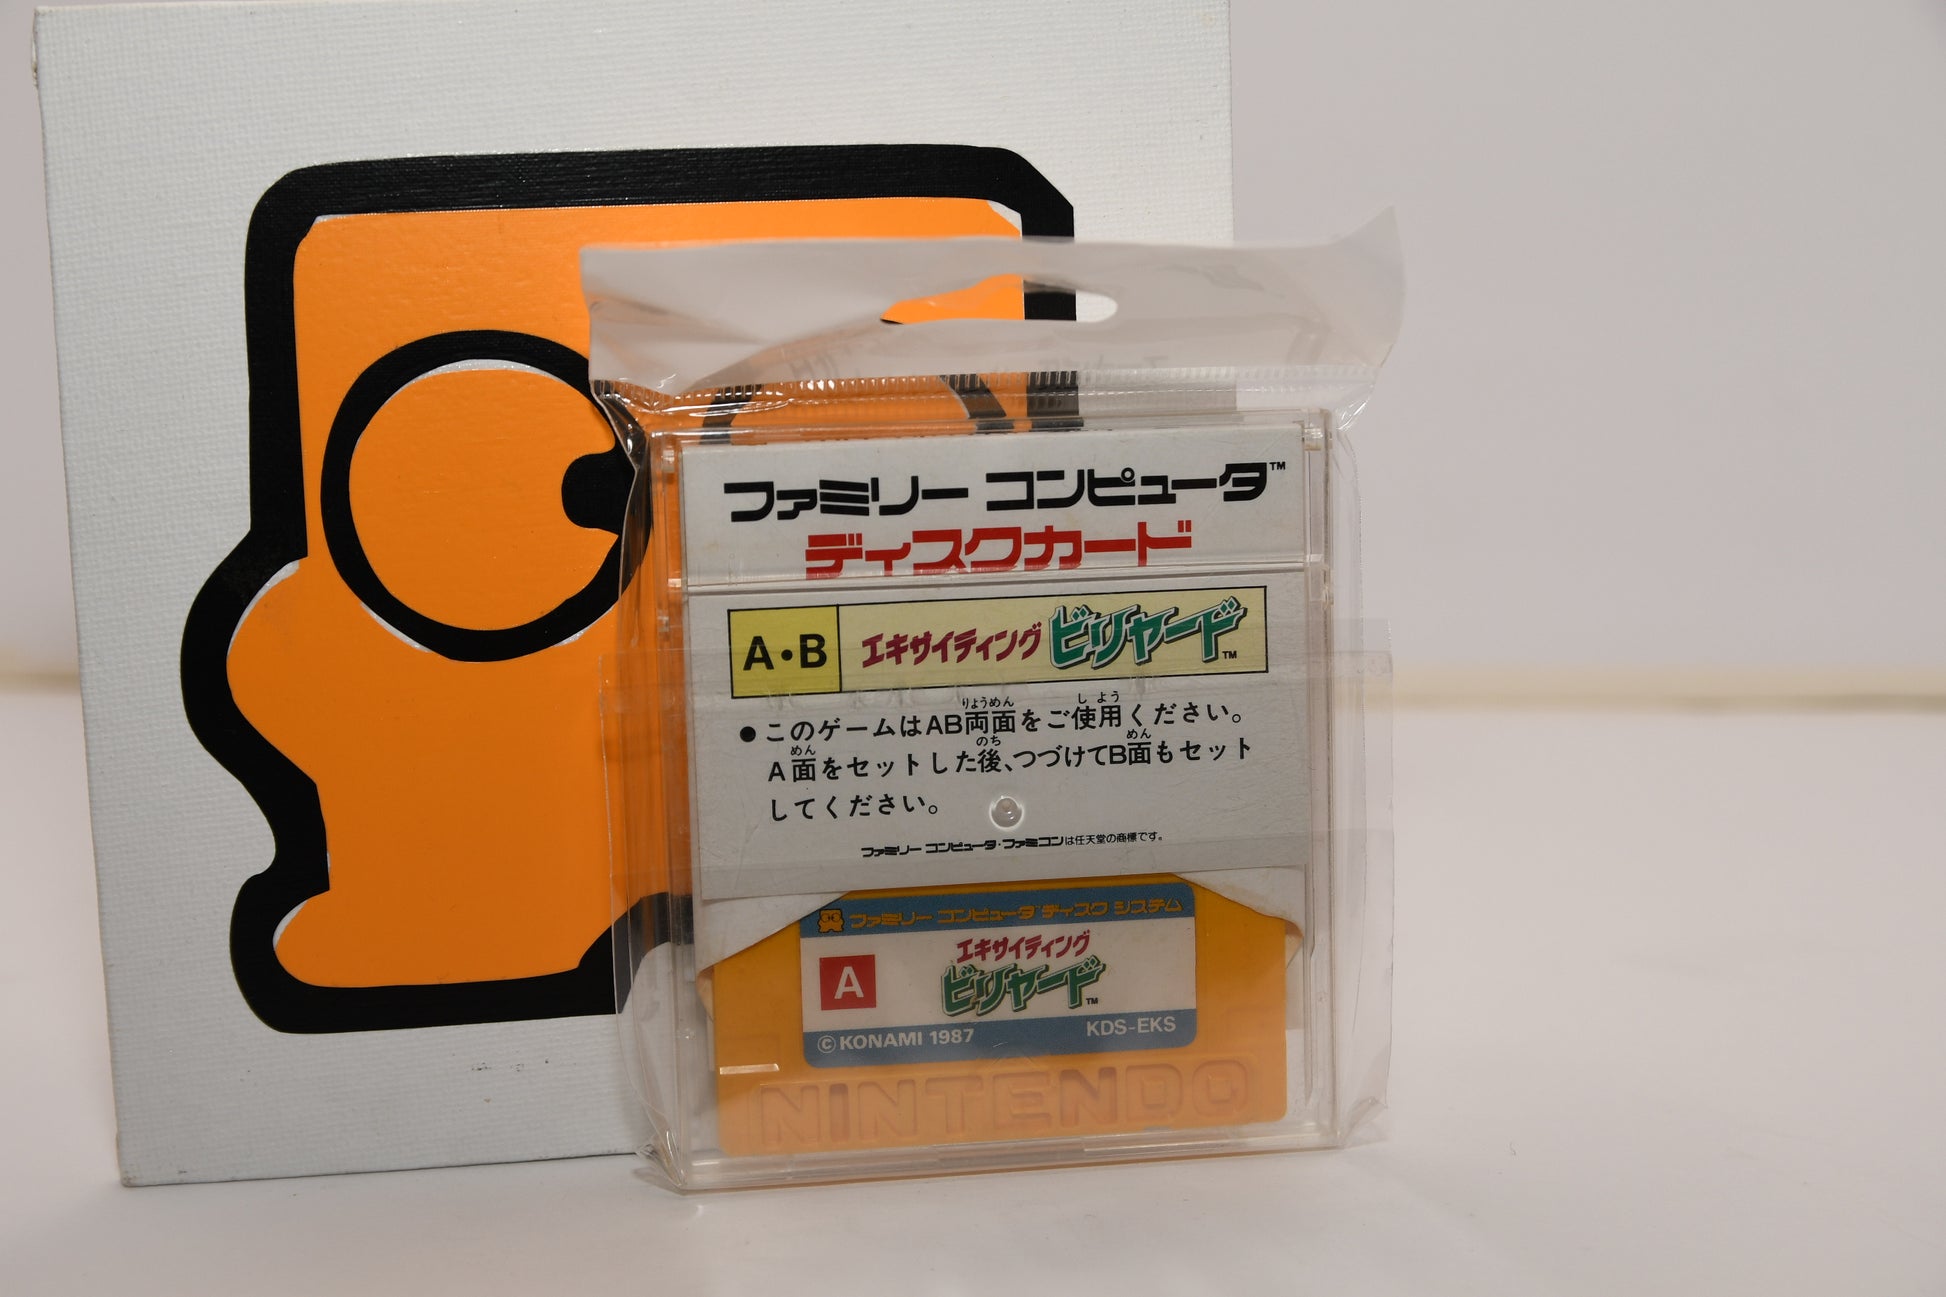 ファミリー コンピュータ™
ディスクカード
A・B エキサイティング ビリヤード™
●このゲームはAB両面をご使用ください。
A面をセットした後、つづけてB面もセット
してください。
ファミリー コンピュータ・ファミコンは任天堂の商標です。
ファミリー コンピュータ ディスク システム
エキサイティング
A ビリヤード™
©KONAMI 1987 KDS-EKS
NINTENDO